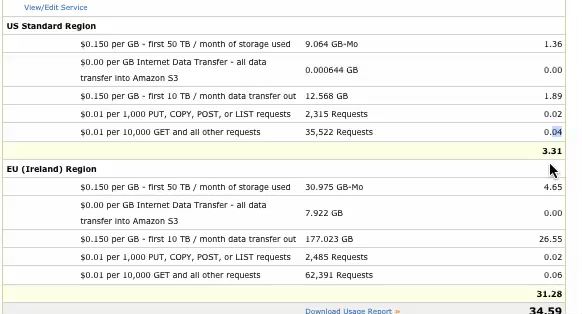 View/Edit Service
US Standard Region
$0.150 per GB - first 50 TB / month of storage used 9.064 GB-Mo 1.36
$0.00 per GB Internet Data Transfer - all data
transfer into Amazon S3 0.000644 GB 0.00
$0.150 per GB - first 10 TB / month data transfer out 12.568 GB 1.89
$0.01 per 1,000 PUT, COPY, POST, or LIST requests 2,315 Requests 0.02
$0.01 per 10,000 GET and all other requests 35,522 Requests 0.04
3.31
EU (Ireland) Region
$0.150 per GB - first 50 TB / month of storage used 30.975 GB-Mo 4.65
$0.00 per GB Internet Data Transfer - all data
transfer into Amazon S3 7.922 GB 0.00
$0.150 per GB - first 10 TB / month data transfer out 177.023 GB 26.55
$0.01 per 1,000 PUT, COPY, POST, or LIST requests 2,485 Requests 0.02
$0.01 per 10,000 GET and all other requests 62,391 Requests 0.06
31.28
Download Usage Report » 34.59